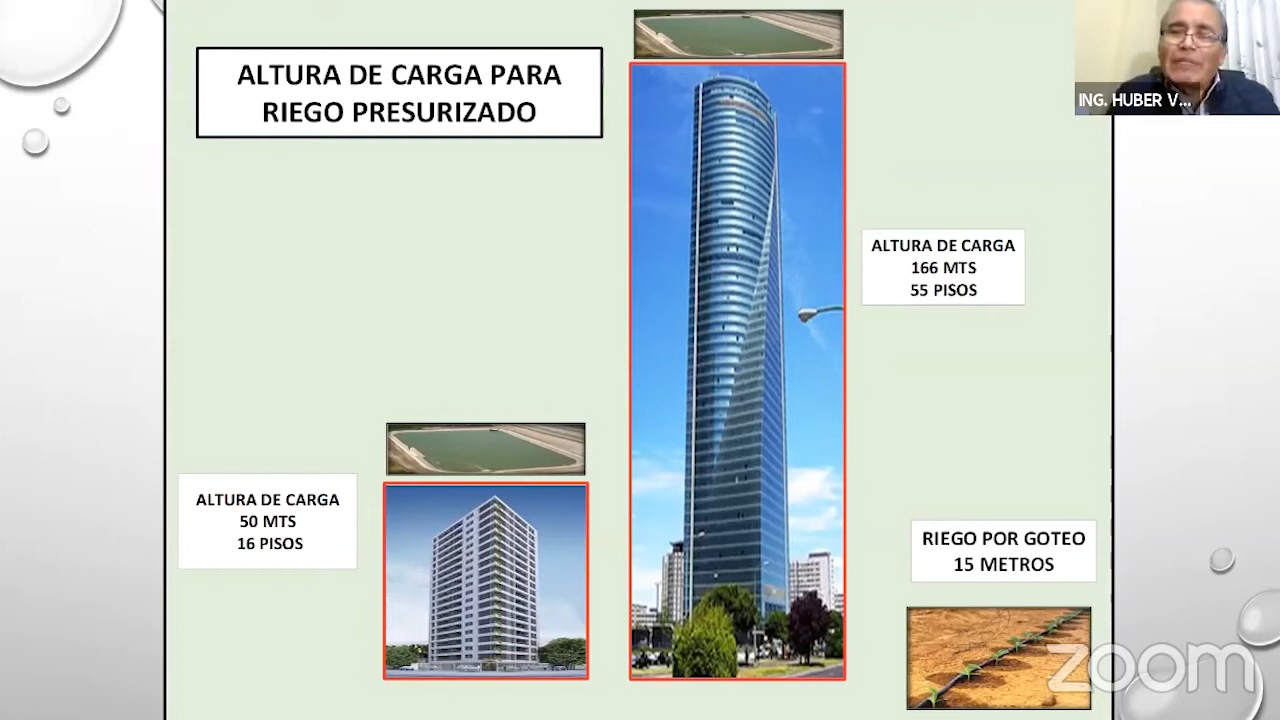 ALTURA DE CARGA PARA
RIEGO PRESURIZADO
ING. HUBER V...
ALTURA DE CARGA
166 MTS
55 PISOS
ALTURA DE CARGA
50 MTS
16 PISOS
RIEGO POR GOTEO
15 METROS
zoom